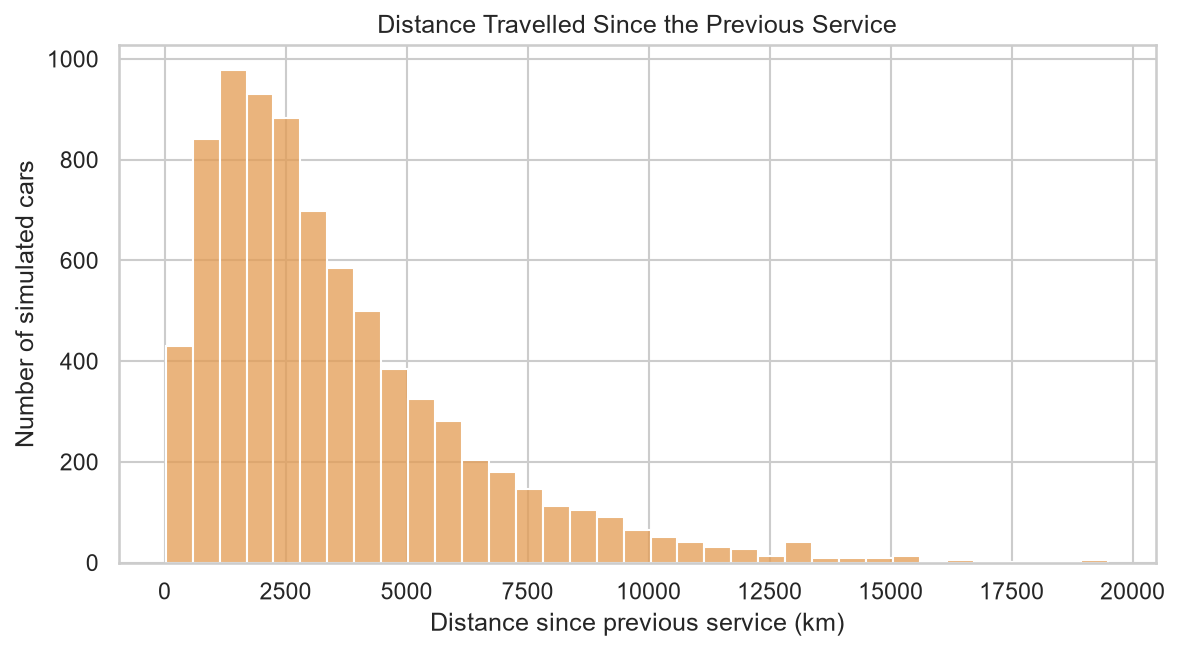 Distance Travelled Since the Previous Service
Number of simulated cars
1000
800
600
400
200
0
0 2500 5000 7500 10000 12500 15000 17500 20000
Distance since previous service (km)